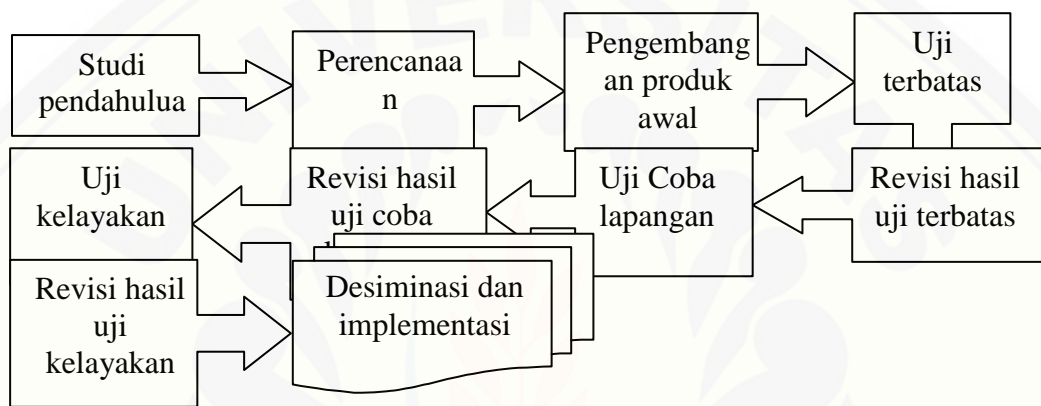 Studi
pendahulua
Perencanaa
n
Pengembang
an produk
awal
Uji
terbatas
Revisi hasil
uji terbatas
Uji Coba
lapangan
Revisi hasil
uji coba
Uji
kelayakan
Revisi hasil
uji
kelayakan
Desiminasi dan
implementasi